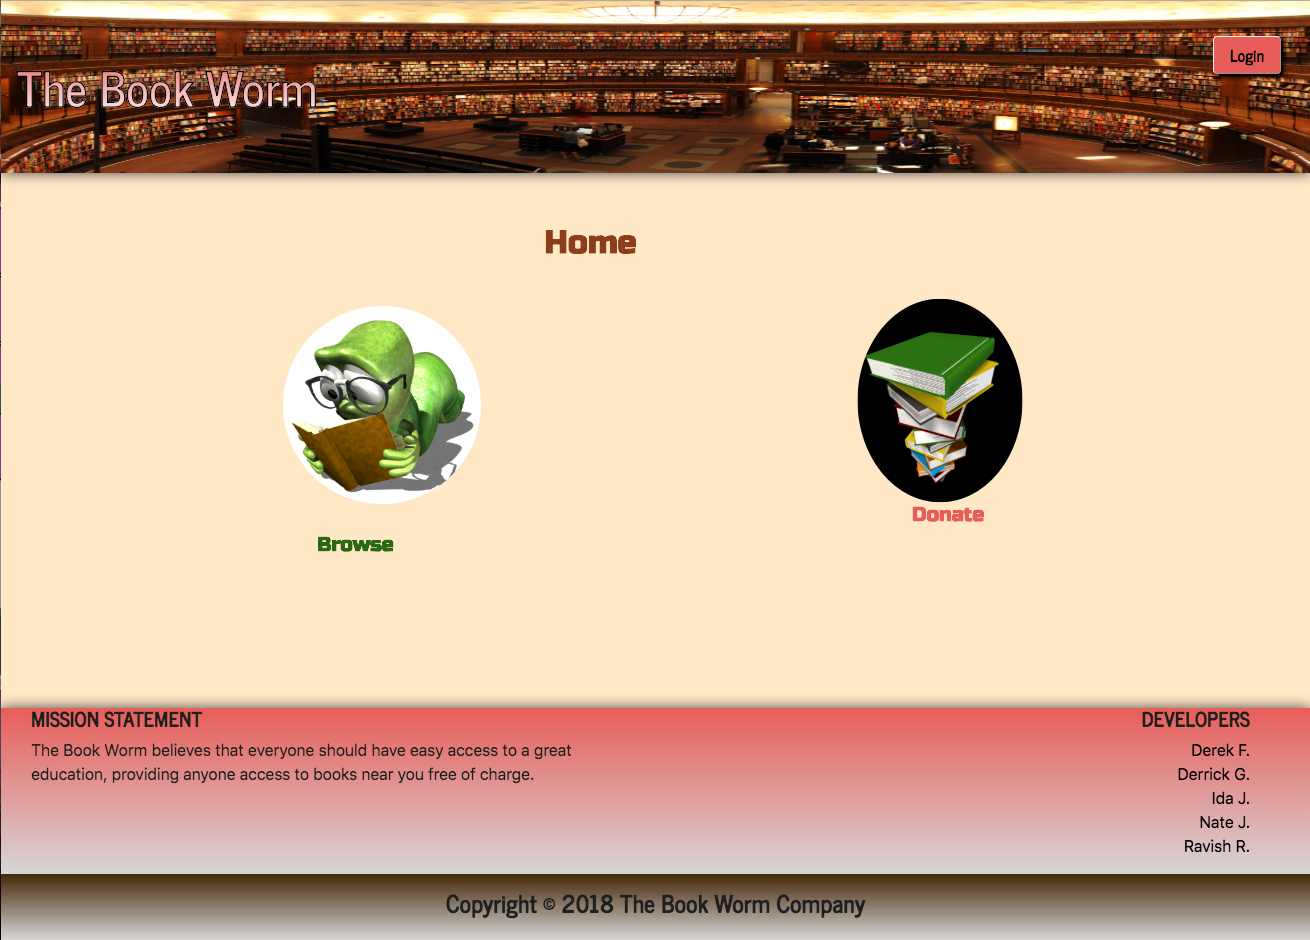 Login
The Book Worm
Home
Browse
Donate
MISSION STATEMENT
The Book Worm believes that everyone should have easy access to a great
education, providing anyone access to books near you free of charge.
DEVELOPERS
Derek F.
Derrick G.
Ida J.
Nate J.
Ravish R.
Copyright © 2018 The Book Worm Company